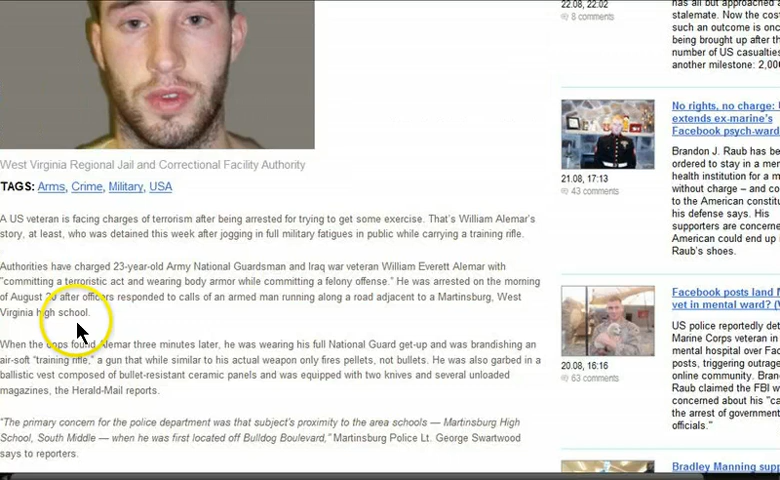 West Virginia Regional Jail and Correctional Facility Authority
TAGS: Arms, Crime, Military, USA
A US veteran is facing charges of terrorism after being arrested for trying to get some exercise. That's William Alemar's
story, at least, who was detained this week after jogging in full military fatigues in public while carrying a training rifle.
Authorities have charged 23-year-old Army National Guardsman and Iraq war veteran William Everett Alemar with
"committing a terroristic act and wearing body armor while committing a felony offense." He was arrested on the morning
of August 20 after officers responded to calls of an armed man running along a road adjacent to a Martinsburg, West
Virginia high school.
When the cops found Alemar three minutes later, he was wearing his full National Guard get-up and was brandishing an
air-soft "training rifle," a gun that while similar to his actual weapon only fires pellets, not bullets. He was also garbed in a
ballistic vest composed of bullet-resistant ceramic panels and was equipped with two knives and several unloaded
magazines, the Herald-Mail reports.
"The primary concern for the police department was that subject's proximity to the area schools — Martinsburg High
School, South Middle — when he was first located off Bulldog Boulevard," Martinsburg Police Lt. George Swartwood
says to reporters.
22.08, 22:02
8 comments
has all but approached a
stalemate. Now the cost
such an outcome is once
being brought up after th
number of US casualties
another milestone: 2,000
No rights, no charge: U
extends ex-marine's
Facebook psych-ward
21.08, 17:13
43 comments
Brandon J. Raub has be
ordered to stay in a men
health institution for a m
without charge – and co
to the American constitu
his defense says. His
supporters are concerne
American could end up i
Raub's shoes.
Facebook posts land M
vet in mental ward? (V
20.08, 16:16
63 comments
US police reportedly det
Marine Corps veteran in
mental hospital over Fac
posts, triggering outrage
online community. Bran
Raub claimed the FBI w
concerned about his "ca
the arrest of government
officials."
Bradley Manning supp